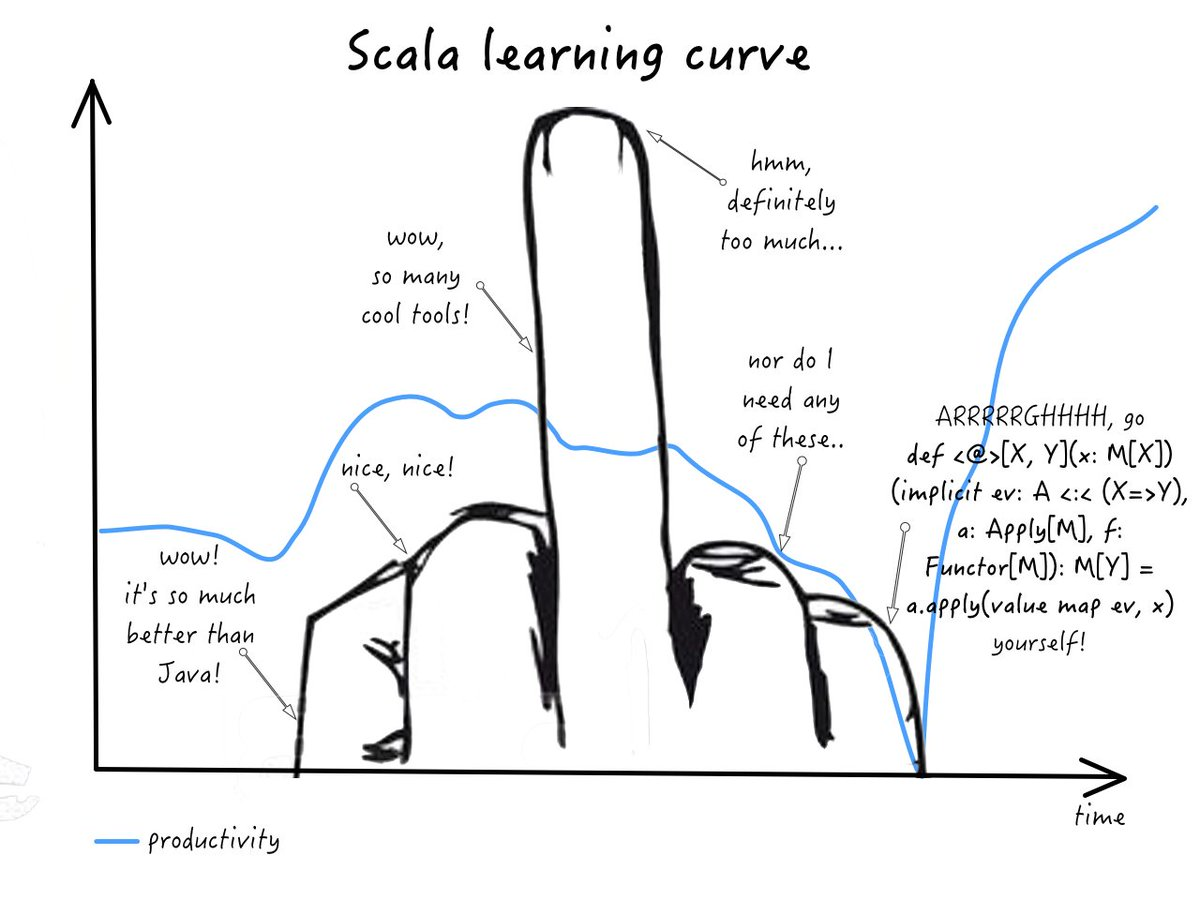 Scala learning curve
hmm,
definitely
too much...
wow,
so many
cool tools!
nor do I
need any
of these..
nice, nice!
ARRRRRGHHHH, go
def <@>[X, Y](x: M[X])
(implicit ev: A <:< (X=>Y),
a: Apply[M], f:
Functor[M]): M[Y] =
a.apply(value map ev, x)
yourself!
wow!
it's so much
better than
Java!
time
productivity